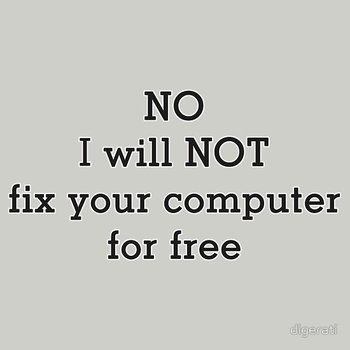 NO
I will NOT
fix your computer
for free
digerati